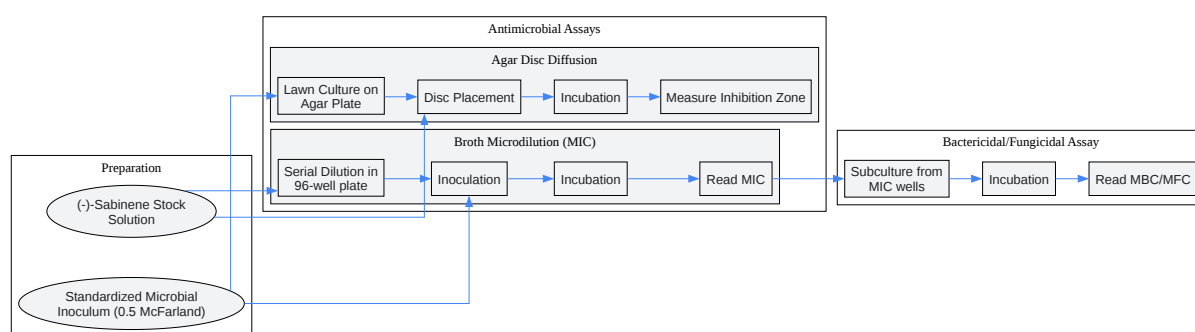 Antimicrobial Assays
Agar Disc Diffusion
Lawn Culture on
Agar Plate
Disc Placement
Incubation
Measure Inhibition Zone
Broth Microdilution (MIC)
Serial Dilution in
96-well plate
Inoculation
Incubation
Read MIC
Bactericidal/Fungicidal Assay
Subculture from
MIC wells
Incubation
Read MBC/MFC
Preparation
(-)-Sabinene Stock
Solution
Standardized Microbial
Inoculum (0.5 McFarland)